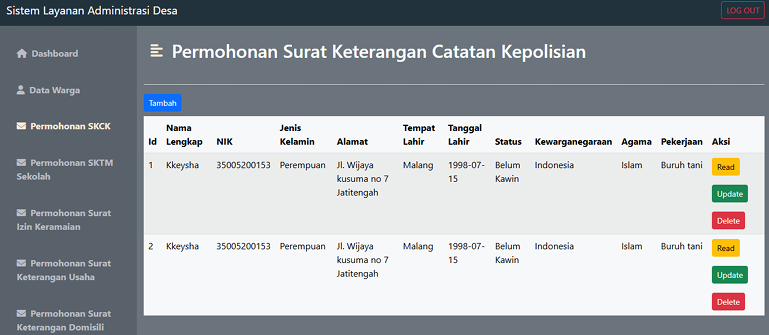 Sistem Layanan Administrasi Desa
LOG OUT
Dashboard
Data Warga
Permohonan SKCK
Permohonan SKTM
Sekolah
Permohonan Surat
Izin Keramaian
Permohonan Surat
Keterangan Usaha
Permohonan Surat
Keterangan Domisili
Permohonan Surat Keterangan Catatan Kepolisian
Tambah
Id Nama Lengkap NIK Jenis Kelamin Alamat Tempat Lahir Tanggal Lahir Status Kewarganegaraan Agama Pekerjaan Aksi
1 Kkeysha 35005200153 Perempuan Jl. Wijaya kusuma no 7 Jatitengah Malang 1998-07-15 Belum Kawin Indonesia Islam Buruh tani Read
Update
Delete
2 Kkeysha 35005200153 Perempuan Jl. Wijaya kusuma no 7 Jatitengah Malang 1998-07-15 Belum Kawin Indonesia Islam Buruh tani Read
Update
Delete